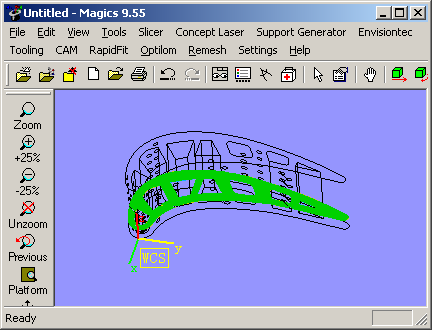 Untitled - Magics 9.55
File Edit View Tools Slicer Concept Laser Support Generator Envisiontec
Tooling CAM RapidFit Optilom Remesh Settings Help
Zoom
+25%
-25%
Unzoom
Previous
Platform
WCS
y
Ready